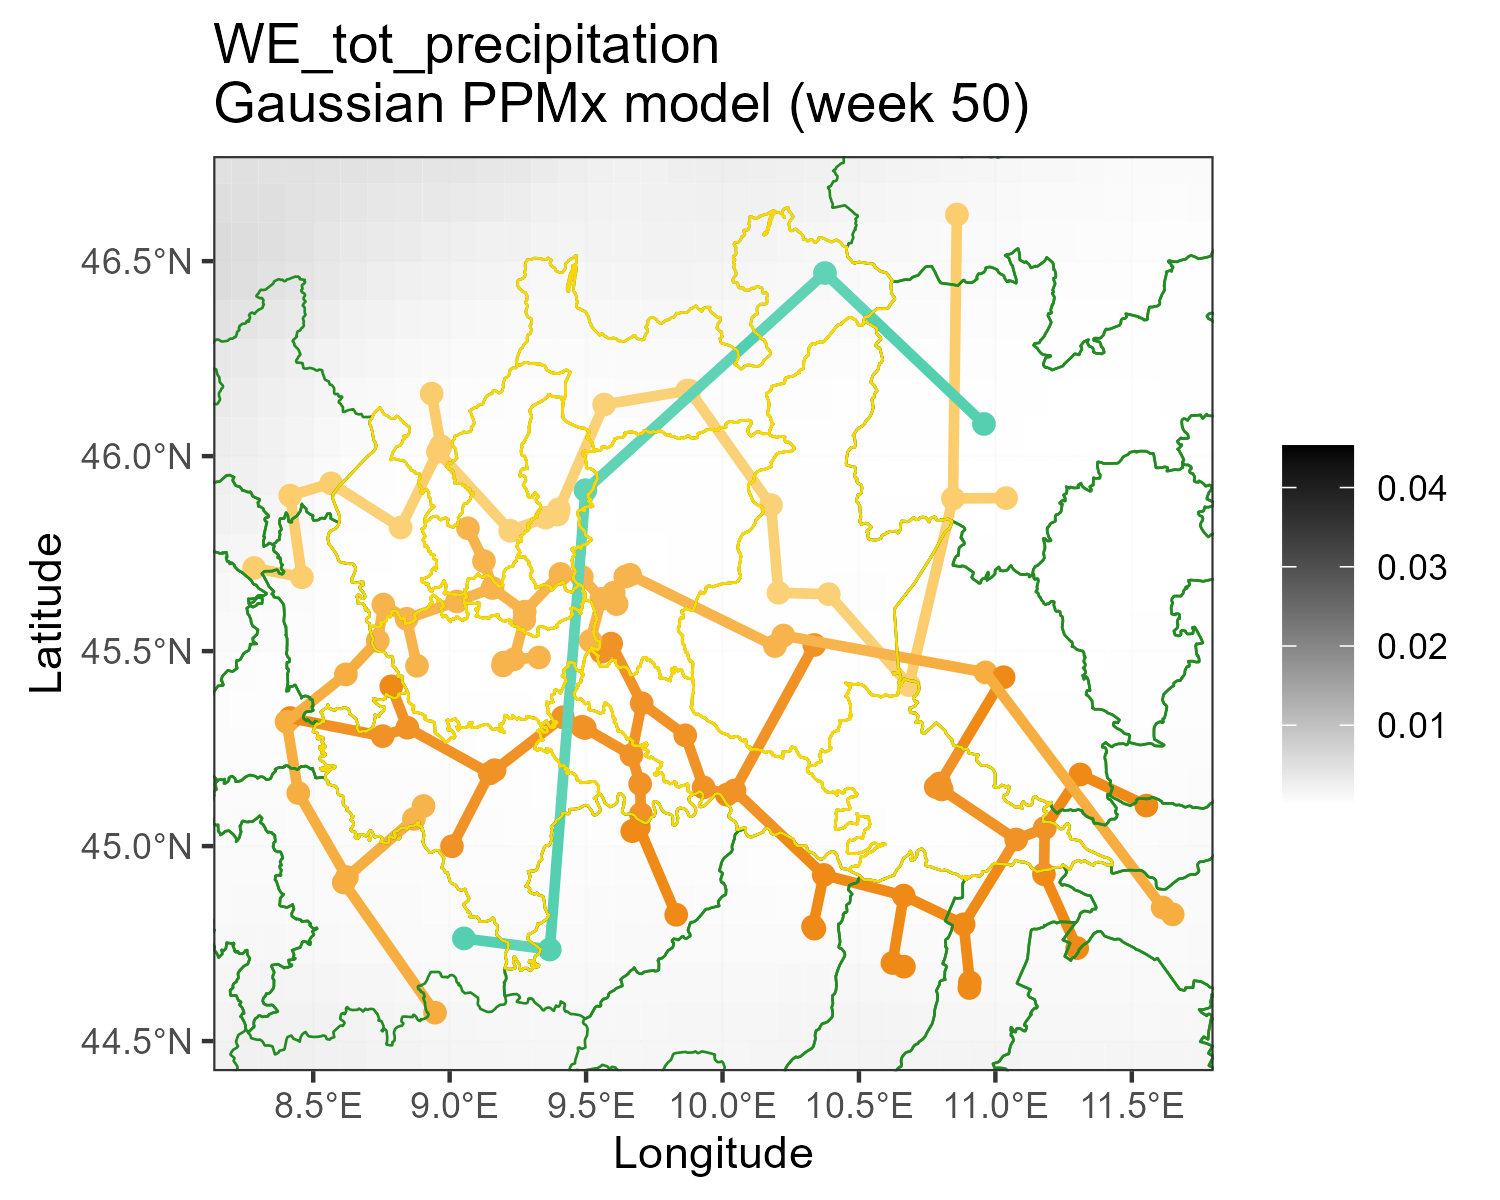 WE_tot_precipitation
Gaussian PPMx model (week 50)
46.5°N
46.0°N
45.5°N
45.0°N
44.5°N
Latitude
8.5°E 9.0°E 9.5°E 10.0°E 10.5°E 11.0°E 11.5°E
Longitude
0.04
0.03
0.02
0.01